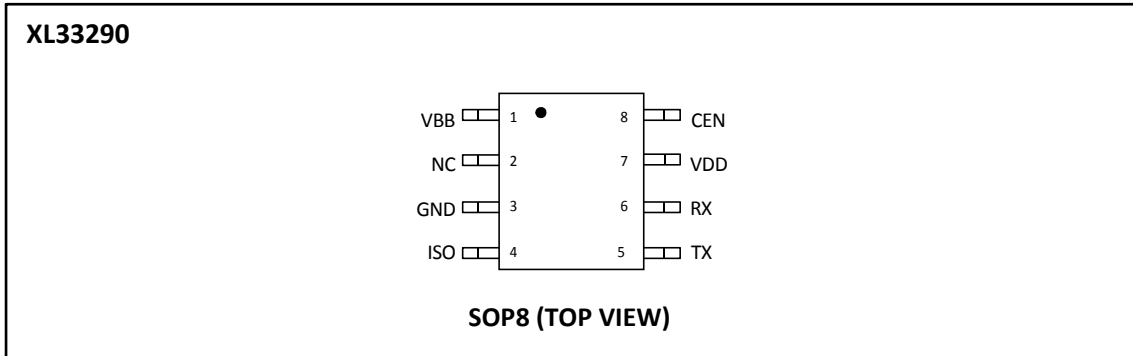 XL33290
VBB 1 8 CEN
NC 2 7 VDD
GND 3 6 RX
ISO 4 5 TX
SOP8 (TOP VIEW)